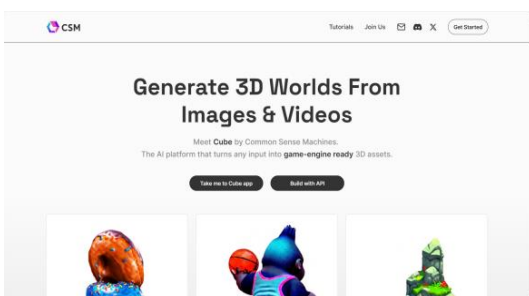 CSM
Tutorials Join Us Get Started
Generate 3D Worlds From
Images & Videos
Meet Cube by Common Sense Machines.
The AI platform that turns any input into game-engine ready 3D assets.
Take me to Cube app Build with API